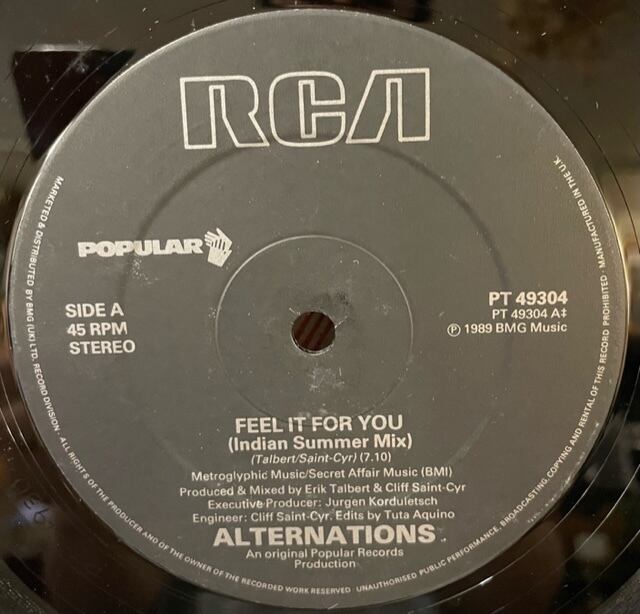 RCA
POPULAR
SIDE A
45 RPM
STEREO
PT 49304
PT 49304 A‡
℗ 1989 BMG Music
FEEL IT FOR YOU
(Indian Summer Mix)
(Talbert/Saint-Cyr) (7.10)
Metroglyphic Music/Secret Affair Music (BMI)
Produced & Mixed by Erik Talbert & Cliff Saint-Cyr
Executive Producer: Jurgen Korduletsch
Engineer: Cliff Saint-Cyr. Edits by Tuta Aquino
ALTERNATIONS
An original Popular Records
Production
MARKETED & DISTRIBUTED BY BMG (UK) LTD. RECORD DIVISION · ALL RIGHTS OF THE PRODUCER AND OF THE OWNER OF THE RECORDED WORK RESERVED UNAUTHORISED PUBLIC PERFORMANCE, BROADCASTING, COPYING AND RENTAL OF THIS RECORD PROHIBITED · MANUFACTURED IN THE U.K.